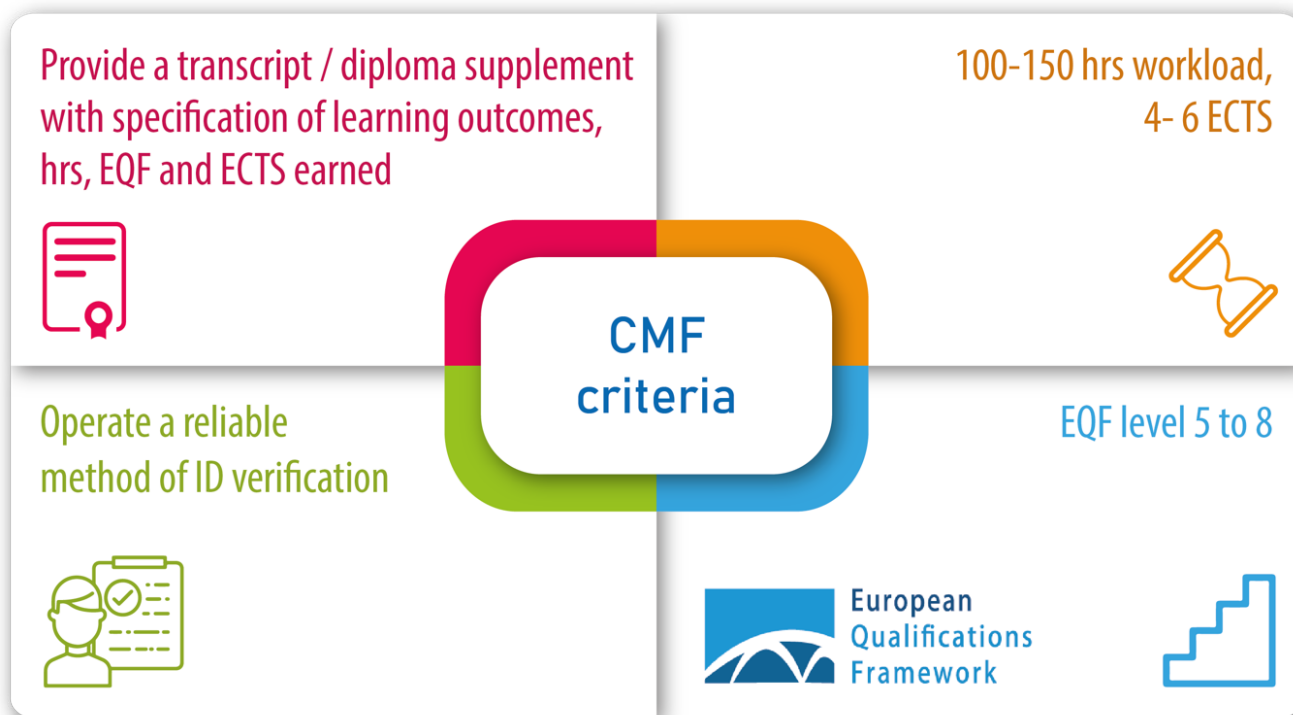 Provide a transcript / diploma supplement
with specification of learning outcomes,
hrs, EQF and ECTS earned
100-150 hrs workload,
4- 6 ECTS
CMF
criteria
Operate a reliable
method of ID verification
EQF level 5 to 8
European
Qualifications
Framework